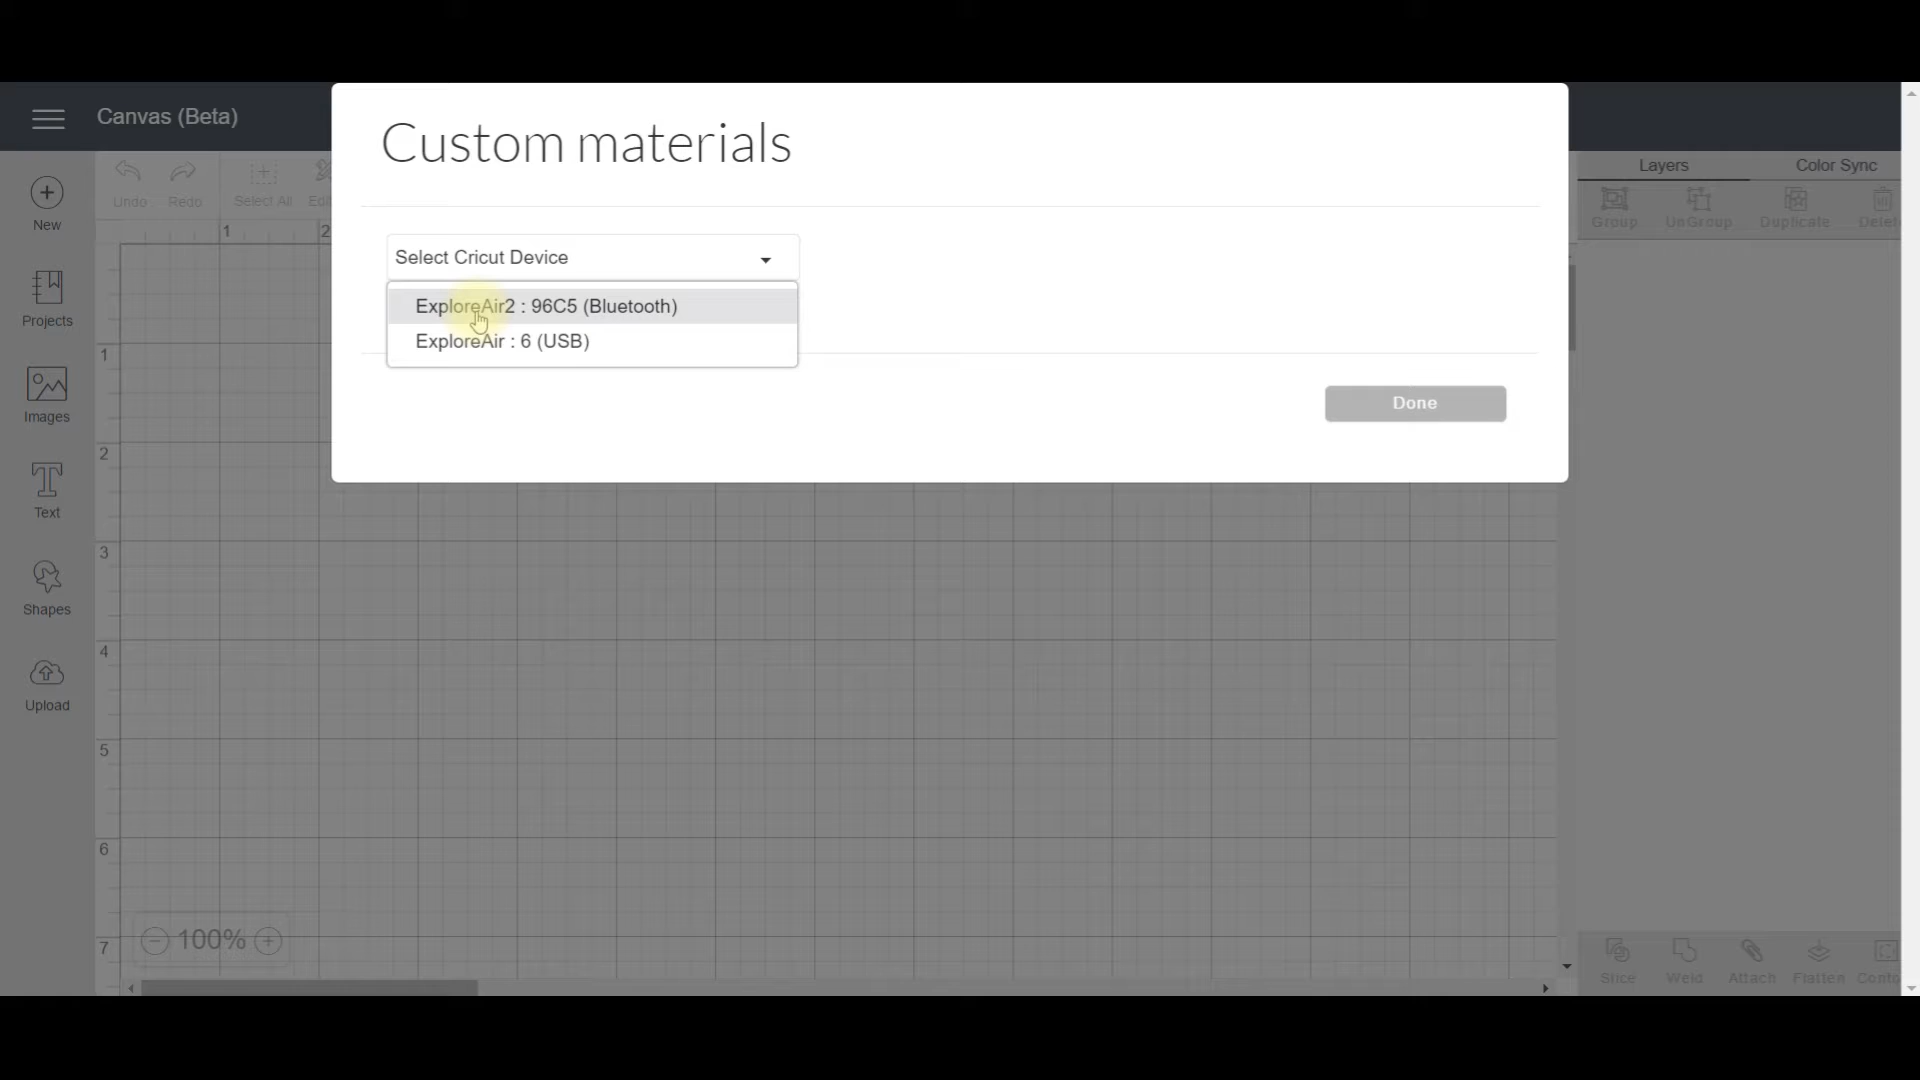 Canvas (Beta)
Custom materials
Select Cricut Device
ExploreAir2 : 96C5 (Bluetooth)
ExploreAir : 6 (USB)
Done
New
Projects
Images
Text
Shapes
Upload
Undo
Redo
Select All
1
2
1
2
3
4
5
6
7
100%
Layers
Color Sync
Group
UnGroup
Duplicate
Slice
Weld
Attach
Flatten